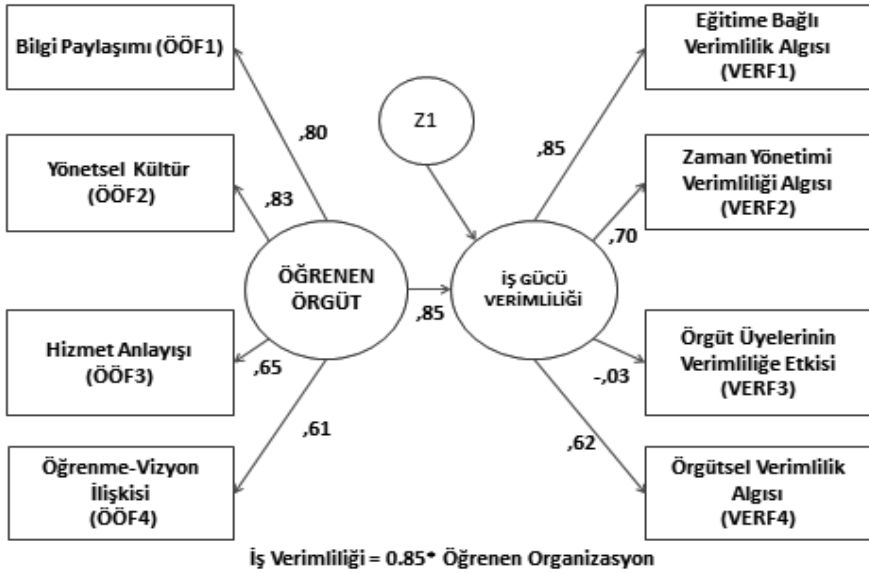 Bilgi Paylaşımı (ÖÖF1)
,80
Yönetsel Kültür
(ÖÖF2)
,83
Hizmet Anlayışı
(ÖÖF3)
,65
Öğrenme-Vizyon
İlişkisi
(ÖÖF4)
,61
ÖĞRENEN
ÖRGÜT
,85
Z1
İŞ GÜCÜ
VERİMLİLİĞİ
Eğitime Bağlı
Verimlilik Algısı
(VERF1)
,85
Zaman Yönetimi
Verimliliği Algısı
(VERF2)
,70
Örgüt Üyelerinin
Verimliliğe Etkisi
(VERF3)
-,03
Örgütsel Verimlilik
Algısı
(VERF4)
,62
İş Verimliliği = 0.85* Öğrenen Organizasyon